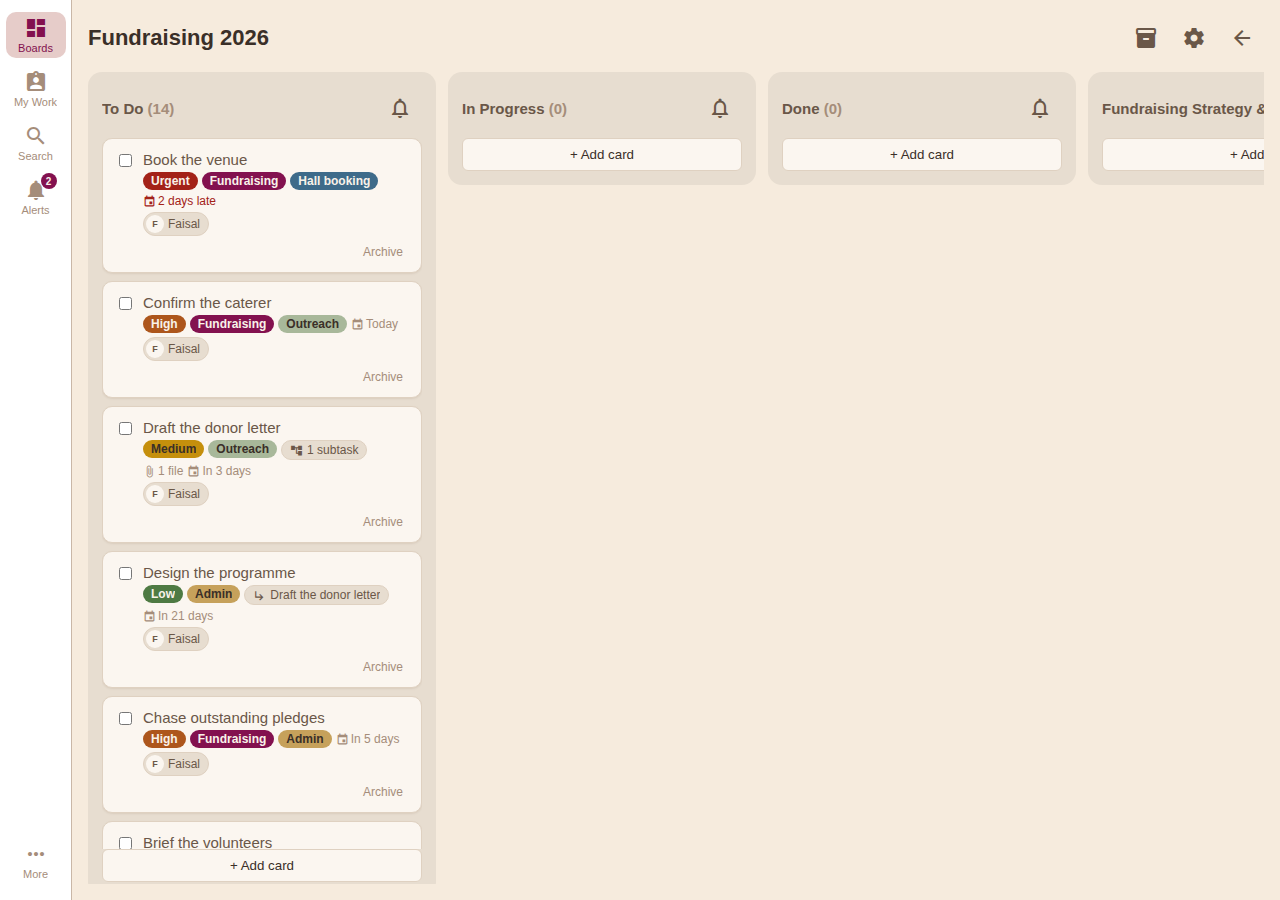 Boards
My Work
Search
2
Alerts
More
Fundraising 2026
To Do (14)
Book the venue
Urgent Fundraising Hall booking
2 days late
F Faisal
Archive
Confirm the caterer
High Fundraising Outreach Today
F Faisal
Archive
Draft the donor letter
Medium Outreach 1 subtask
1 file In 3 days
F Faisal
Archive
Design the programme
Low Admin Draft the donor letter
In 21 days
F Faisal
Archive
Chase outstanding pledges
High Fundraising Admin In 5 days
F Faisal
Archive
Brief the volunteers
+ Add card
In Progress (0)
+ Add card
Done (0)
+ Add card
Fundraising Strategy &
+ Add